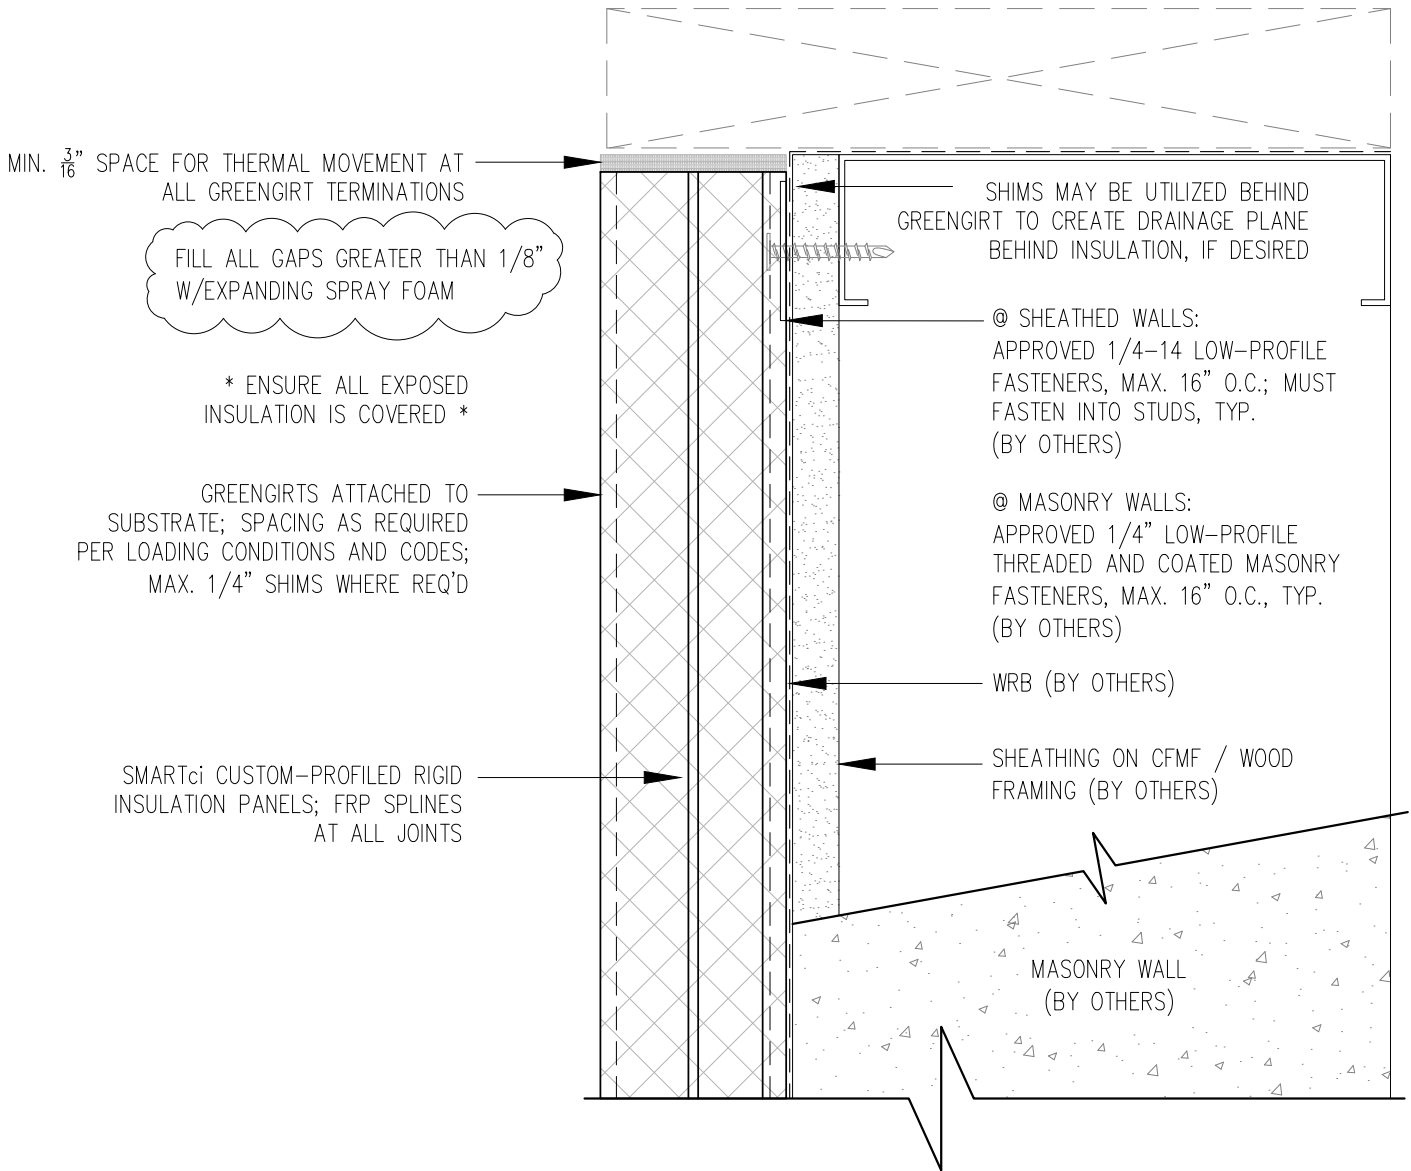 MIN. 3/16" SPACE FOR THERMAL MOVEMENT AT
ALL GREENGIRT TERMINATIONS
FILL ALL GAPS GREATER THAN 1/8"
W/EXPANDING SPRAY FOAM
* ENSURE ALL EXPOSED
INSULATION IS COVERED *
GREENGIRTS ATTACHED TO
SUBSTRATE; SPACING AS REQUIRED
PER LOADING CONDITIONS AND CODES;
MAX. 1/4" SHIMS WHERE REQ'D
SMARTci CUSTOM-PROFILED RIGID
INSULATION PANELS; FRP SPLINES
AT ALL JOINTS
SHIMS MAY BE UTILIZED BEHIND
GREENGIRT TO CREATE DRAINAGE PLANE
BEHIND INSULATION, IF DESIRED
@ SHEATHED WALLS:
APPROVED 1/4-14 LOW-PROFILE
FASTENERS, MAX. 16" O.C.; MUST
FASTEN INTO STUDS, TYP.
(BY OTHERS)
@ MASONRY WALLS:
APPROVED 1/4" LOW-PROFILE
THREADED AND COATED MASONRY
FASTENERS, MAX. 16" O.C., TYP.
(BY OTHERS)
WRB (BY OTHERS)
SHEATHING ON CFMF / WOOD
FRAMING (BY OTHERS)
MASONRY WALL
(BY OTHERS)